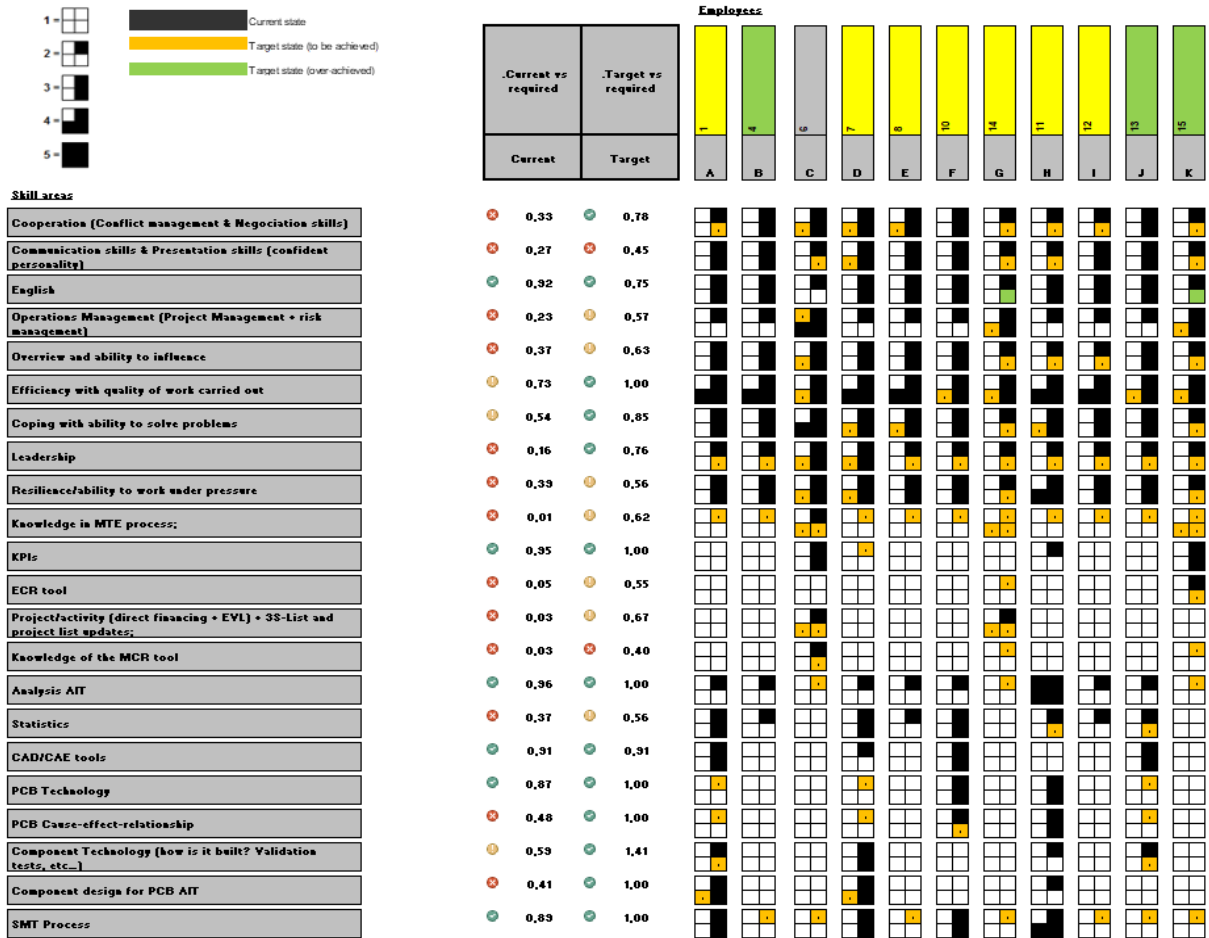 Employees
1 =
2 =
3 =
4 =
5 =
Current state
Target state (to be achieved)
Target state (over-achieved)
.Current vs required
.Target vs required
Current
Target
1
4
6
7
8
10
14
11
12
13
15
A
B
C
D
E
F
G
H
I
J
K
Skill areas
Cooperation (Conflict management & Negociation skills)
0,33 0,78
Communication skills & Presentation skills (confident
personality)
0,27 0,45
English
0,92 0,75
Operations Management (Project Management + risk
management)
0,23 0,57
Overview and ability to influence
0,37 0,63
Efficiency with quality of work carried out
0,73 1,00
Coping with ability to solve problems
0,54 0,85
Leadership
0,16 0,76
Resilience/ability to work under pressure
0,39 0,56
Knowledge in MTE process;
0,01 0,62
KPIs
0,95 1,00
ECR tool
0,05 0,55
Project/activity (direct financing + EVL) + 3S-List and
project list updates;
0,03 0,67
Knowledge of the MCR tool
0,03 0,40
Analysis AIT
0,96 1,00
Statistics
0,37 0,56
CAD/CAE tools
0,91 0,91
PCB Technology
0,87 1,00
PCB Cause-effect-relationship
0,48 1,00
Component Technology (how is it built? Validation
tests, etc...)
0,59 1,41
Component design for PCB AIT
0,41 1,00
SMT Process
0,89 1,00